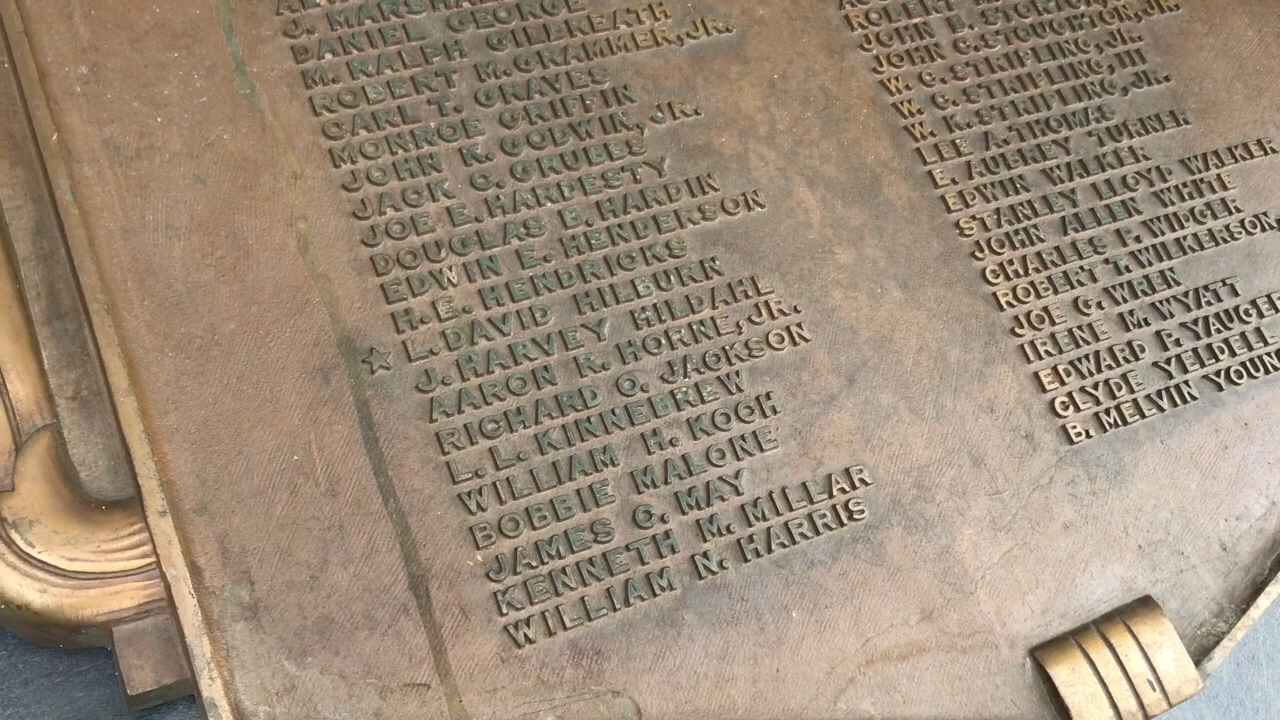 J. MARSHALL
DANIEL GEORGE
M. RALPH GILBREATH
ROBERT M. GRAMMER, JR.
CARL T. GRAVES
MONROE GRIFFIN
JOHN K. GODWIN, JR.
JACK C. GRUBBS
JOE E. HARDESTY
DOUGLAS B. HARDIN
EDWIN E. HENDERSON
H. E. HENDRICKS
L. DAVID HILBURN
J. HARVEY HILDAHL
AARON R. HORNE, JR.
RICHARD O. JACKSON
L. L. KINNEBREW
WILLIAM H. KOCH
BOBBIE MALONE
JAMES C. MAY
KENNETH M. MILLAR
WILLIAM N. HARRIS
ROBERT
JOHN E.
JOHN C. STOUGHTON, JR.
W. C. STRIPLING, JR.
W. C. STRIPLING, III
W. K. STRIPLING, JR.
LEE A. THOMAS
E. AUBREY TURNER
EDWIN WALKER
STANLEY LLOYD WALKER
JOHN ALLEN WHITE
CHARLES P. WIDGER
ROBERT T. WILKERSON
JOE G. WREN
IRENE M. WYATT
EDWARD P. YAUGER
CLYDE YELDELL
B. MELVIN YOUN